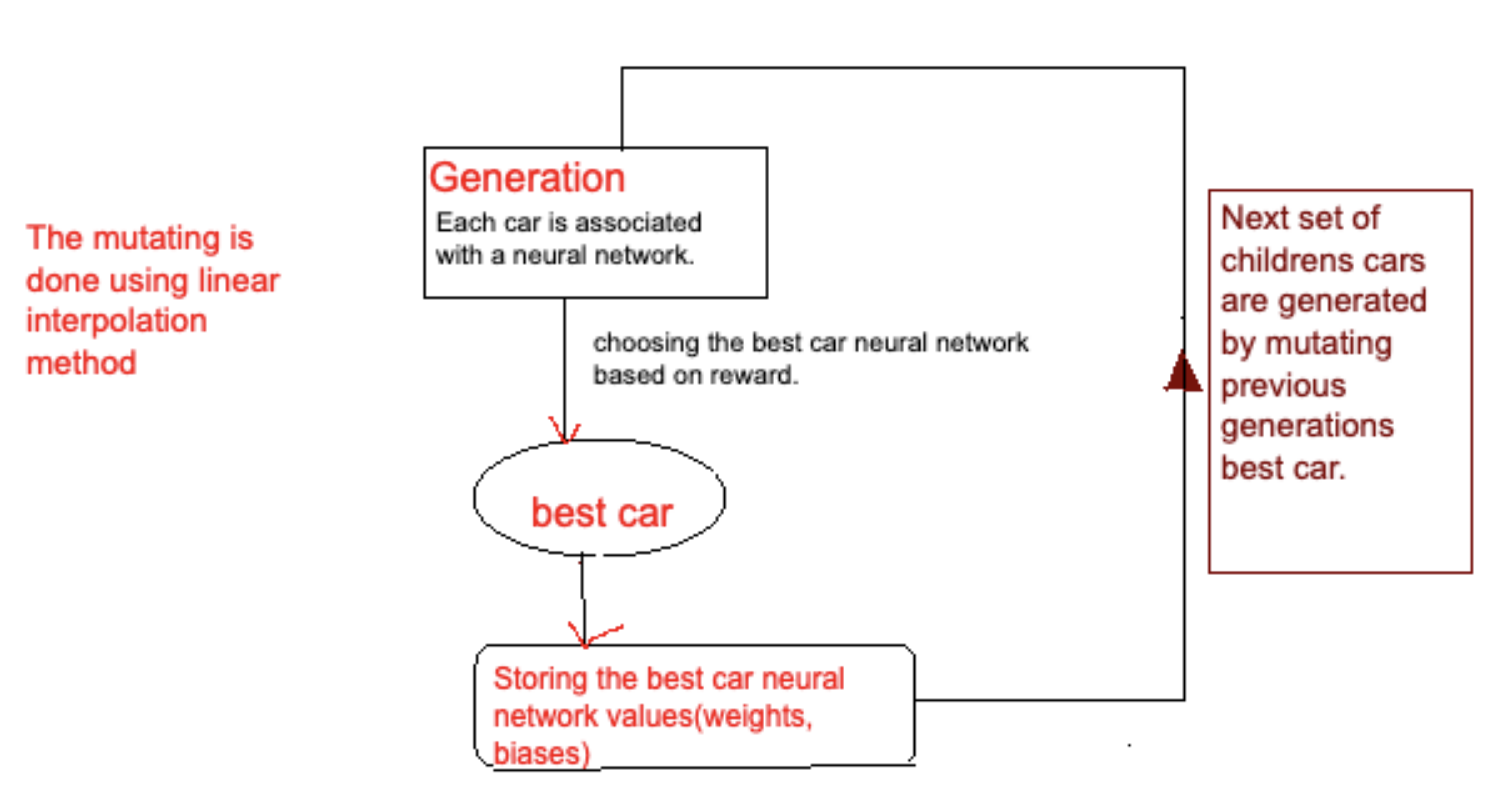 Generation
Each car is associated
with a neural network.
The mutating is
done using linear
interpolation
method
choosing the best car neural network
based on reward.
best car
Storing the best car neural
network values(weights,
biases)
Next set of
childrens cars
are generated
by mutating
previous
generations
best car.